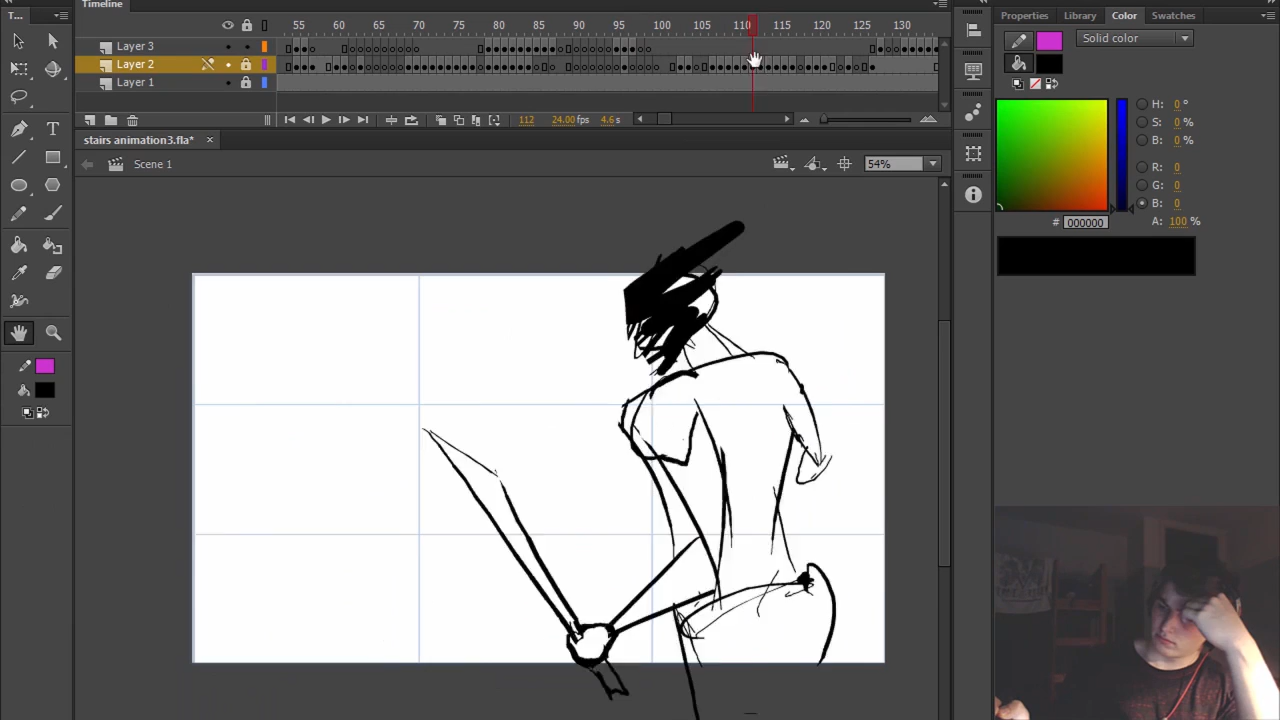 T...
Timeline
Properties
Library
Color
Swatches
55 60 65 70 75 80 85 90 95 100 105 110 115 120 125 130
Layer 3
Layer 2
Layer 1
Solid color
112 24.00 fps 4.6 s
stairs animation3.fla*
×
Scene 1
54%
H: 0 °
S: 0 %
B: 0 %
R: 0
G: 0
B: 0
# 000000
A: 100 %
T